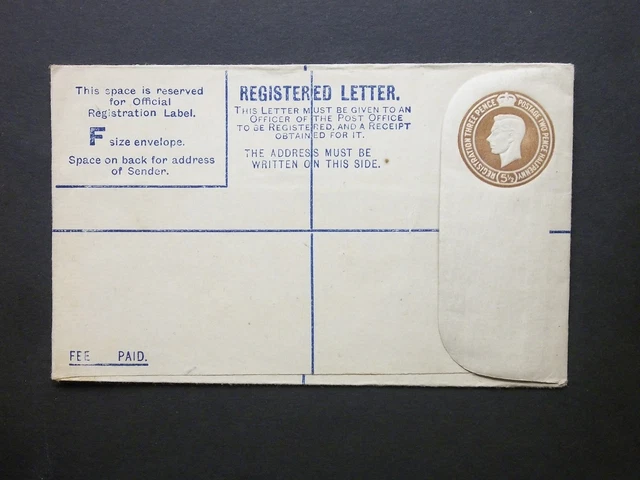 This space is reserved
for Official
Registration Label.
F size envelope.
Space on back for address
of Sender.
REGISTERED LETTER.
THIS LETTER MUST BE GIVEN TO AN
OFFICER OF THE POST OFFICE
TO BE REGISTERED, AND A RECEIPT
OBTAINED FOR IT.
THE ADDRESS MUST BE
WRITTEN ON THIS SIDE.
REGISTRATION THREE PENCE
POSTAGE TWO PENCE HALFPENNY
(5½)
FEE PAID.